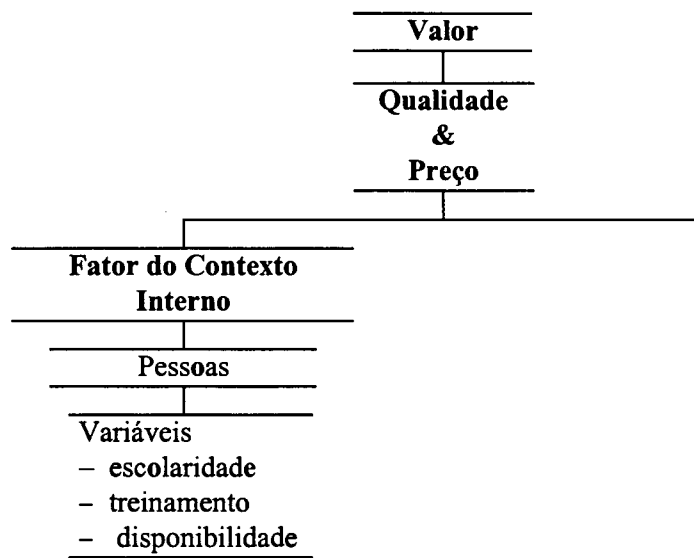 Valor
Qualidade
&
Preço
Fator do Contexto
Interno
Pessoas
Variáveis
– escolaridade
– treinamento
– disponibilidade